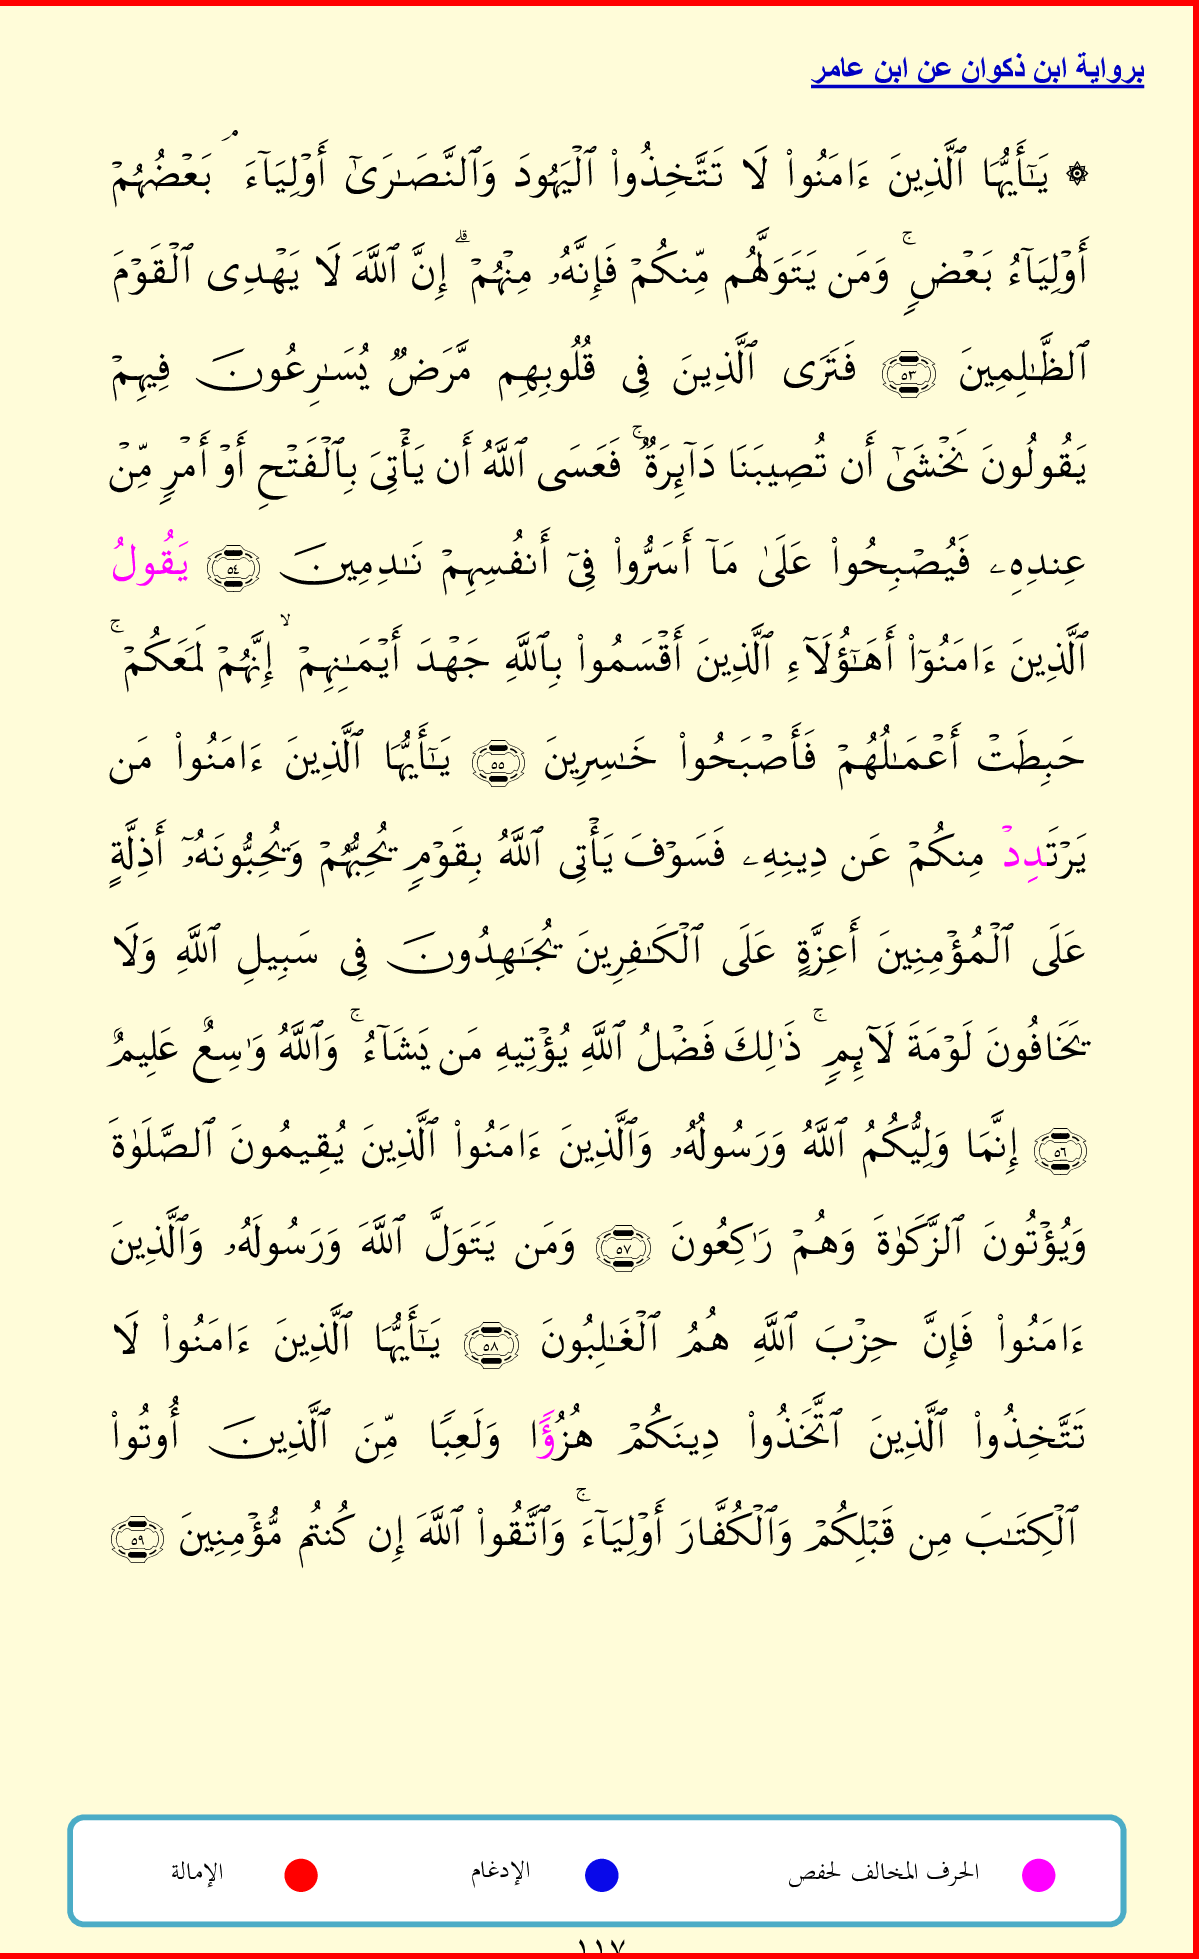 برواية ابن ذكوان عن ابن عامر
۞ يَـٰٓأَيُّهَا ٱلَّذِينَ ءَامَنُوا۟ لَا تَتَّخِذُوا۟ ٱلْيَهُودَ وَٱلنَّصَـٰرَىٰٓ أَوْلِيَآءَ ۘ بَعْضُهُمْ
أَوْلِيَآءُ بَعْضٍ ۚ وَمَن يَتَوَلَّهُم مِّنكُمْ فَإِنَّهُۥ مِنْهُمْ ۗ إِنَّ ٱللَّهَ لَا يَهْدِى ٱلْقَوْمَ
ٱلظَّـٰلِمِينَ ٥٣ فَتَرَى ٱلَّذِينَ فِى قُلُوبِهِم مَّرَضٌ يُسَـٰرِعُونَ فِيهِمْ
يَقُولُونَ نَخْشَىٰٓ أَن تُصِيبَنَا دَآئِرَةٌ ۚ فَعَسَى ٱللَّهُ أَن يَأْتِىَ بِٱلْفَتْحِ أَوْ أَمْرٍ مِّنْ
عِندِهِۦ فَيُصْبِحُوا۟ عَلَىٰ مَآ أَسَرُّوا۟ فِىٓ أَنفُسِهِمْ نَـٰدِمِينَ ٥٤ يَقُولُ
ٱلَّذِينَ ءَامَنُوٓا۟ أَهَـٰٓؤُلَآءِ ٱلَّذِينَ أَقْسَمُوا۟ بِٱللَّهِ جَهْدَ أَيْمَـٰنِهِمْ ۙ إِنَّهُمْ لَمَعَكُمْ ۚ
حَبِطَتْ أَعْمَـٰلُهُمْ فَأَصْبَحُوا۟ خَـٰسِرِينَ ٥٥ يَـٰٓأَيُّهَا ٱلَّذِينَ ءَامَنُوا۟ مَن
يَرْتَدِدْ مِنكُمْ عَن دِينِهِۦ فَسَوْفَ يَأْتِى ٱللَّهُ بِقَوْمٍ يُحِبُّهُمْ وَيُحِبُّونَهُۥٓ أَذِلَّةٍ
عَلَى ٱلْمُؤْمِنِينَ أَعِزَّةٍ عَلَى ٱلْكَـٰفِرِينَ يُجَـٰهِدُونَ فِى سَبِيلِ ٱللَّهِ وَلَا
يَخَافُونَ لَوْمَةَ لَآئِمٍ ۚ ذَٰلِكَ فَضْلُ ٱللَّهِ يُؤْتِيهِ مَن يَشَآءُ ۚ وَٱللَّهُ وَٰسِعٌ عَلِيمٌ
٥٦ إِنَّمَا وَلِيُّكُمُ ٱللَّهُ وَرَسُولُهُۥ وَٱلَّذِينَ ءَامَنُوا۟ ٱلَّذِينَ يُقِيمُونَ ٱلصَّلَوٰةَ
وَيُؤْتُونَ ٱلزَّكَوٰةَ وَهُمْ رَٰكِعُونَ ٥٧ وَمَن يَتَوَلَّ ٱللَّهَ وَرَسُولَهُۥ وَٱلَّذِينَ
ءَامَنُوا۟ فَإِنَّ حِزْبَ ٱللَّهِ هُمُ ٱلْغَـٰلِبُونَ ٥٨ يَـٰٓأَيُّهَا ٱلَّذِينَ ءَامَنُوا۟ لَا
تَتَّخِذُوا۟ ٱلَّذِينَ ٱتَّخَذُوا۟ دِينَكُمْ هُزُؤًا وَلَعِبًا مِّنَ ٱلَّذِينَ أُوتُوا۟
ٱلْكِتَـٰبَ مِن قَبْلِكُمْ وَٱلْكُفَّارَ أَوْلِيَآءَ ۚ وَٱتَّقُوا۟ ٱللَّهَ إِن كُنتُم مُّؤْمِنِينَ ٥٩
الحرف المخالف لحفص الإدغام الإمالة
١١٧